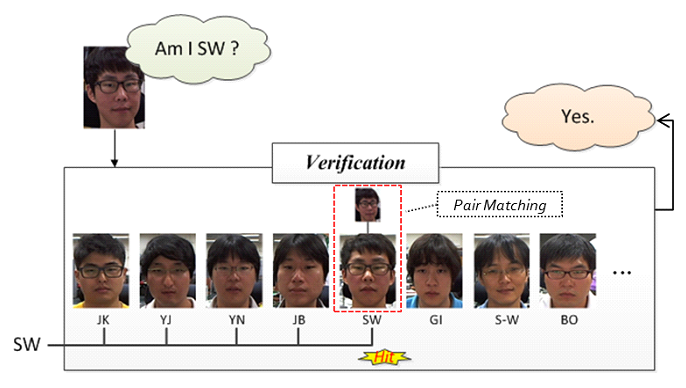 Am I SW ?
Yes.
Verification
Pair Matching
JK YJ YN JB SW GI S-W BO ...
SW
Hit